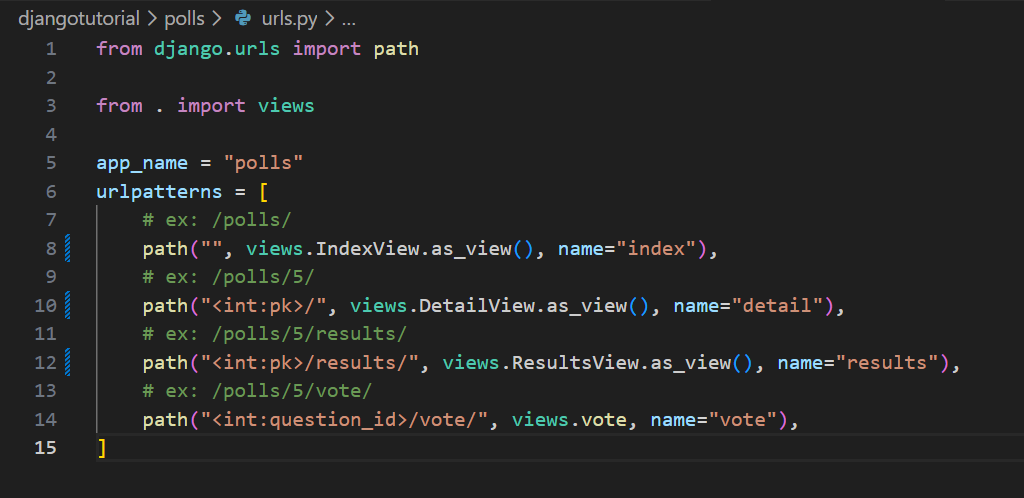 djangotutorial > polls > urls.py > ...
1 from django.urls import path
2
3 from . import views
4
5 app_name = "polls"
6 urlpatterns = [
7     # ex: /polls/
8     path("", views.IndexView.as_view(), name="index"),
9     # ex: /polls/5/
10     path("<int:pk>/", views.DetailView.as_view(), name="detail"),
11     # ex: /polls/5/results/
12     path("<int:pk>/results/", views.ResultsView.as_view(), name="results"),
13     # ex: /polls/5/vote/
14     path("<int:question_id>/vote/", views.vote, name="vote"),
15 ]